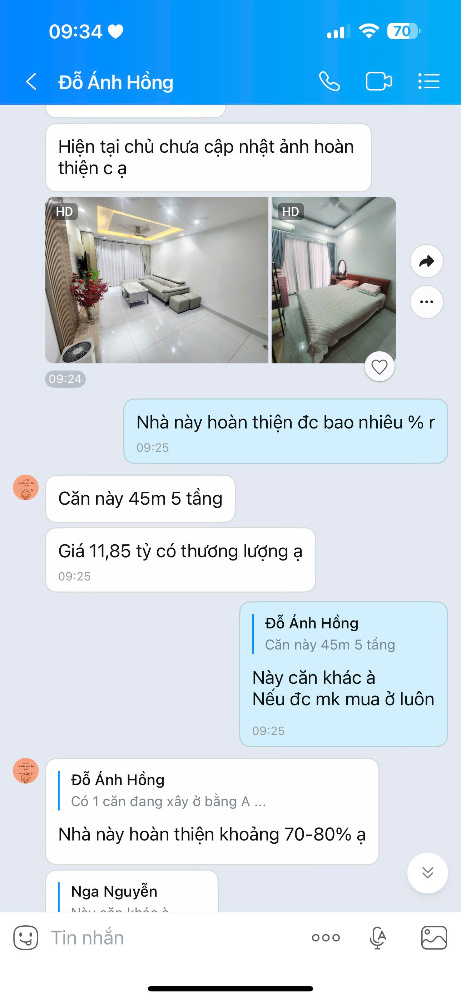 09:34
70
Đỗ Ánh Hồng
Hiện tại chủ chưa cập nhật ảnh hoàn
thiện c ạ
HD
HD
09:24
Nhà này hoàn thiện đc bao nhiêu % r
09:25
Căn này 45m 5 tầng
Giá 11,85 tỷ có thương lượng ạ
09:25
Đỗ Ánh Hồng
Căn này 45m 5 tầng
Này căn khác à
Nếu đc mk mua ở luôn
09:25
Đỗ Ánh Hồng
Có 1 căn đang xây ở bằng A ...
Nhà này hoàn thiện khoảng 70-80% ạ
Nga Nguyễn
Này căn khác à
Tin nhắn